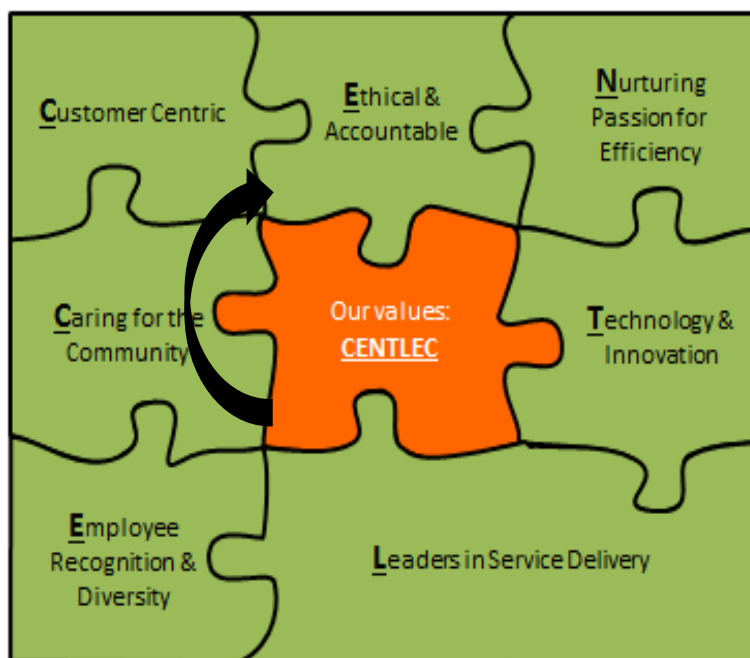 Customer Centric
Ethical &
Accountable
Nurturing
Passion for
Efficiency
Caring for the
Community
Our values:
CENTLEC
Technology &
Innovation
Employee
Recognition &
Diversity
Leaders in Service Delivery